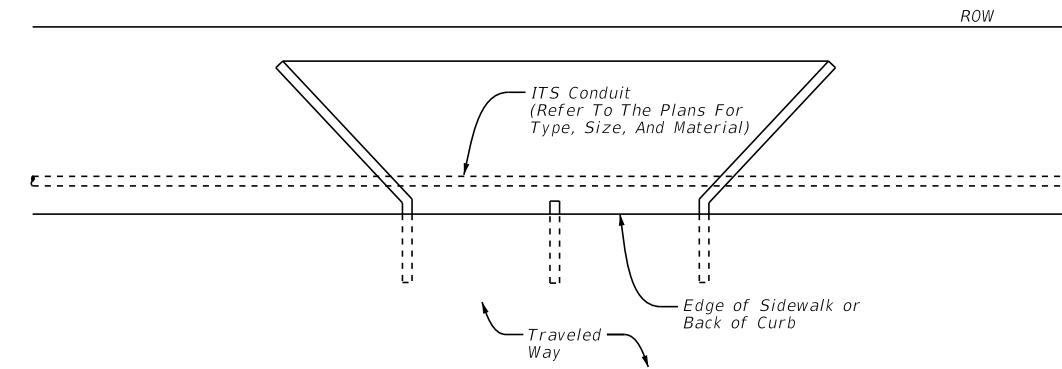 ROW
ITS Conduit
(Refer To The Plans For
Type, Size, And Material)
Edge of Sidewalk or
Back of Curb
Traveled
Way